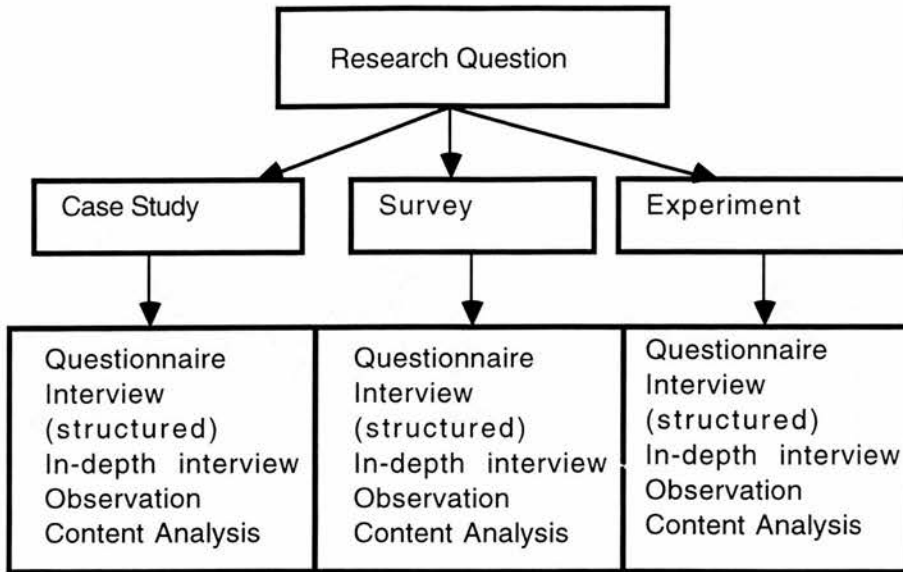 Research Question
Case Study
Survey
Experiment
Questionnaire
Interview
(structured)
In-depth interview
Observation
Content Analysis
Questionnaire
Interview
(structured)
In-depth interview
Observation
Content Analysis
Questionnaire
Interview
(structured)
In-depth interview
Observation
Content Analysis